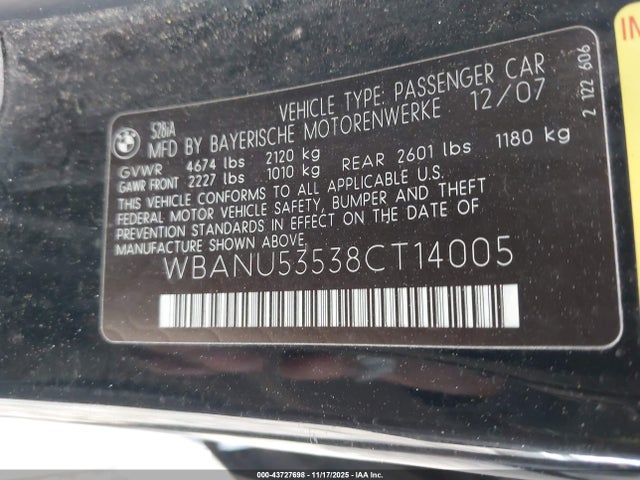 BMW
528iA
VEHICLE TYPE: PASSENGER CAR
MFD BY BAYERISCHE MOTORENWERKE 12/07
GVWR 4674 lbs 2120 kg
GAWR FRONT 2227 lbs 1010 kg REAR 2601 lbs 1180 kg
THIS VEHICLE CONFORMS TO ALL APPLICABLE U.S.
FEDERAL MOTOR VEHICLE SAFETY, BUMPER AND THEFT
PREVENTION STANDARDS IN EFFECT ON THE DATE OF
MANUFACTURE SHOWN ABOVE.
WBANU53538CT14005
2 122 606
000-43727698 - 11/17/2025 - IAA Inc.